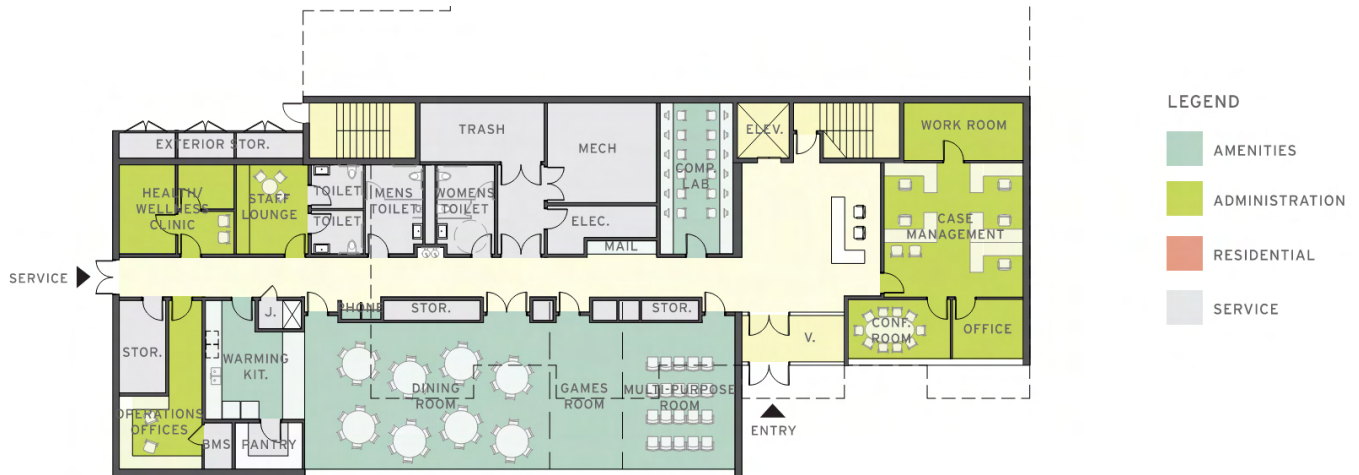 LEGEND
AMENITIES
ADMINISTRATION
RESIDENTIAL
SERVICE
EXTERIOR STOR.
TRASH
MECH
ELEV.
WORK ROOM
COMP.
LAB
HEALTH/
WELLNESS
CLINIC
STAFF
LOUNGE
TOILET
TOILET
MENS
TOILET
WOMENS
TOILET
ELEC.
MAIL
CASE
MANAGEMENT
SERVICE
STOR.
J.
PHONE
STOR.
STOR.
WARMING
KIT.
OPERATIONS
OFFICES
BMS
PANTRY
DINING
ROOM
GAMES
ROOM
MULTI-PURPOSE
ROOM
V.
CONF.
ROOM
OFFICE
ENTRY